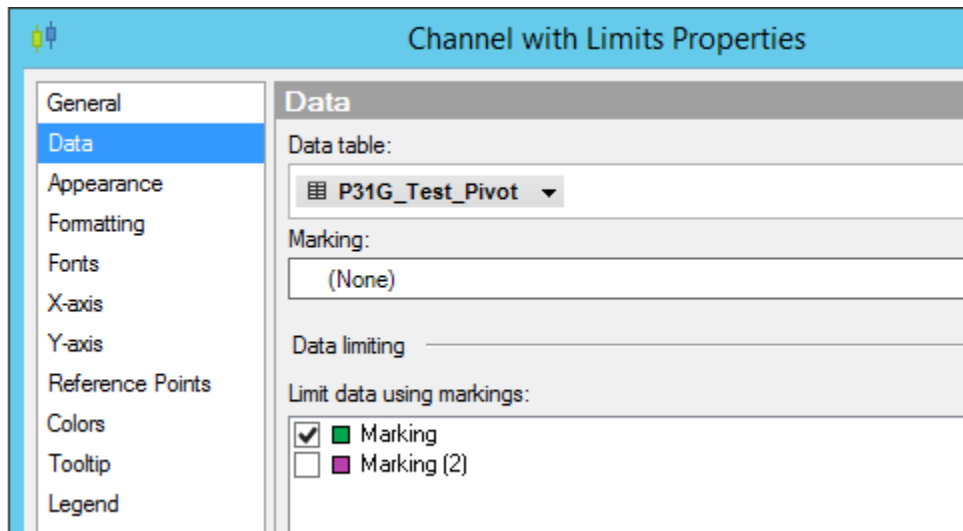 Channel with Limits Properties
General
Data
Appearance
Formatting
Fonts
X-axis
Y-axis
Reference Points
Colors
Tooltip
Legend
Data
Data table:
P31G_Test_Pivot
Marking:
(None)
Data limiting
Limit data using markings:
Marking
Marking (2)